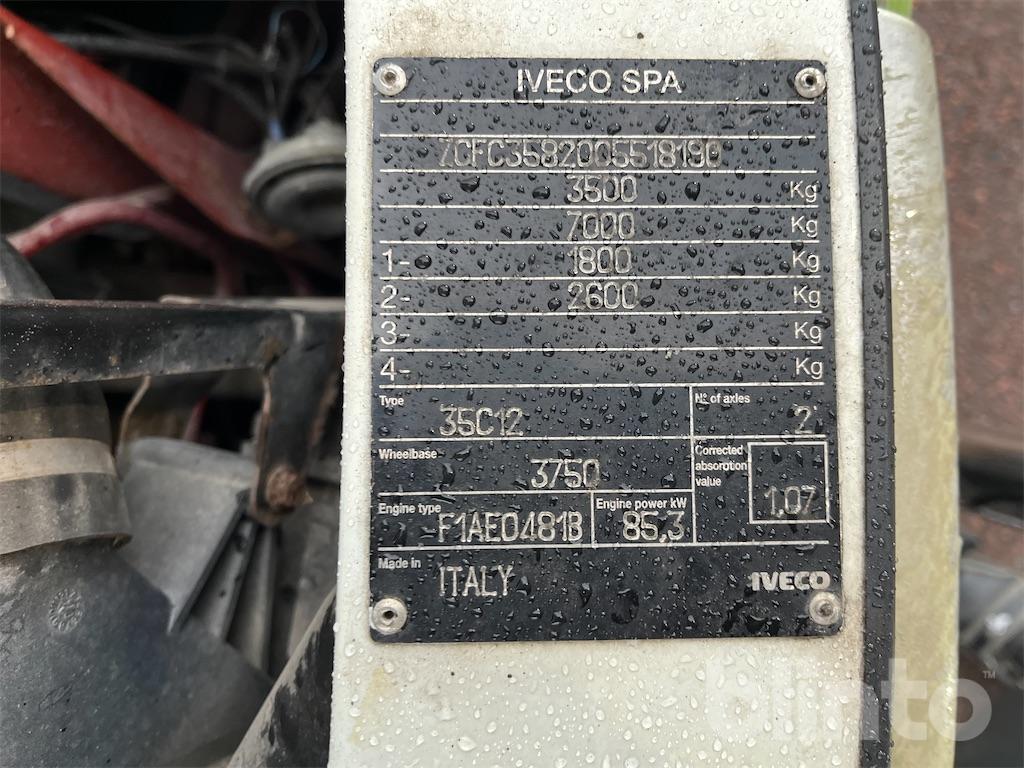 IVECO SPA
ZCFC3582005518190
3500 Kg
7000 Kg
1- 1800 Kg
2- 2600 Kg
3- Kg
4- Kg
Type 35C12
Nº of axles 2
Wheelbase 3750
Corrected absorption value 1,07
Engine type F1AE0481B
Engine power kW 85,3
Made in ITALY
IVECO